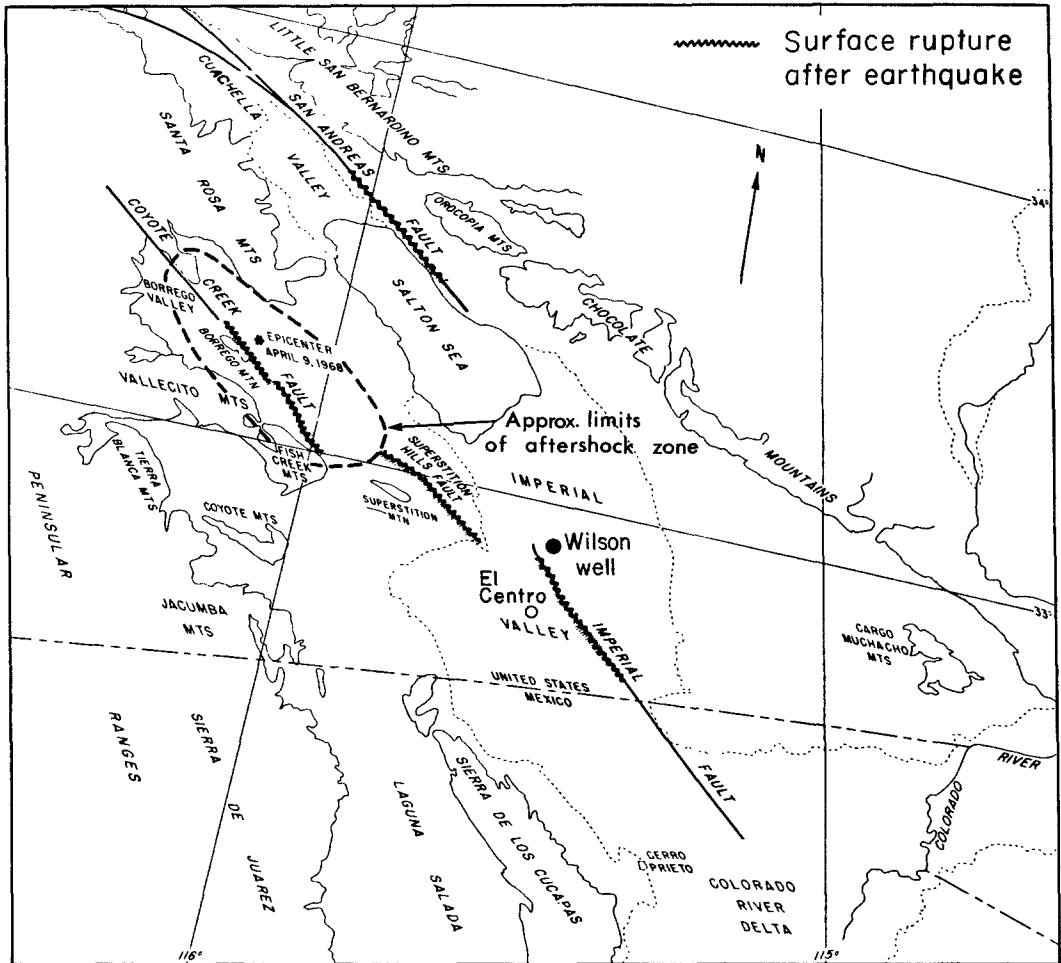 Surface rupture
after earthquake
LITTLE SAN BERNARDINO MTS
CUACHELLA
VALLEY
SAN ANDREAS
FAULT
SANTA
ROSA
MTS
N
OROCOPIA MTS
34°
COYOTE
CREEK
FAULT
BORREGO
VALLEY
SALTON SEA
CHOCOLATE
MOUNTAINS
EPICENTER
APRIL 9, 1968
BORREGO MTN
VALLECITO
MTS
Approx. limits
of aftershock zone
FISH
CREEK
MTS
TIERRA
BLANCA MTS
SUPERSTITION
HILLS FAULT
IMPERIAL
SUPERSTITION
MTN
COYOTE MTS
PENINSULAR
Wilson
well
El
Centro
VALLEY
IMPERIAL
FAULT
33°
JACUMBA
MTS
CARGO
MUCHACHO
MTS
UNITED STATES
MEXICO
RANGES
SIERRA
DE
JUAREZ
RIVER
COLORADO
LAGUNA
SALADA
SIERRA DE LOS CUCAPAS
CERRO
PRIETO
COLORADO
RIVER
DELTA
116°
115°